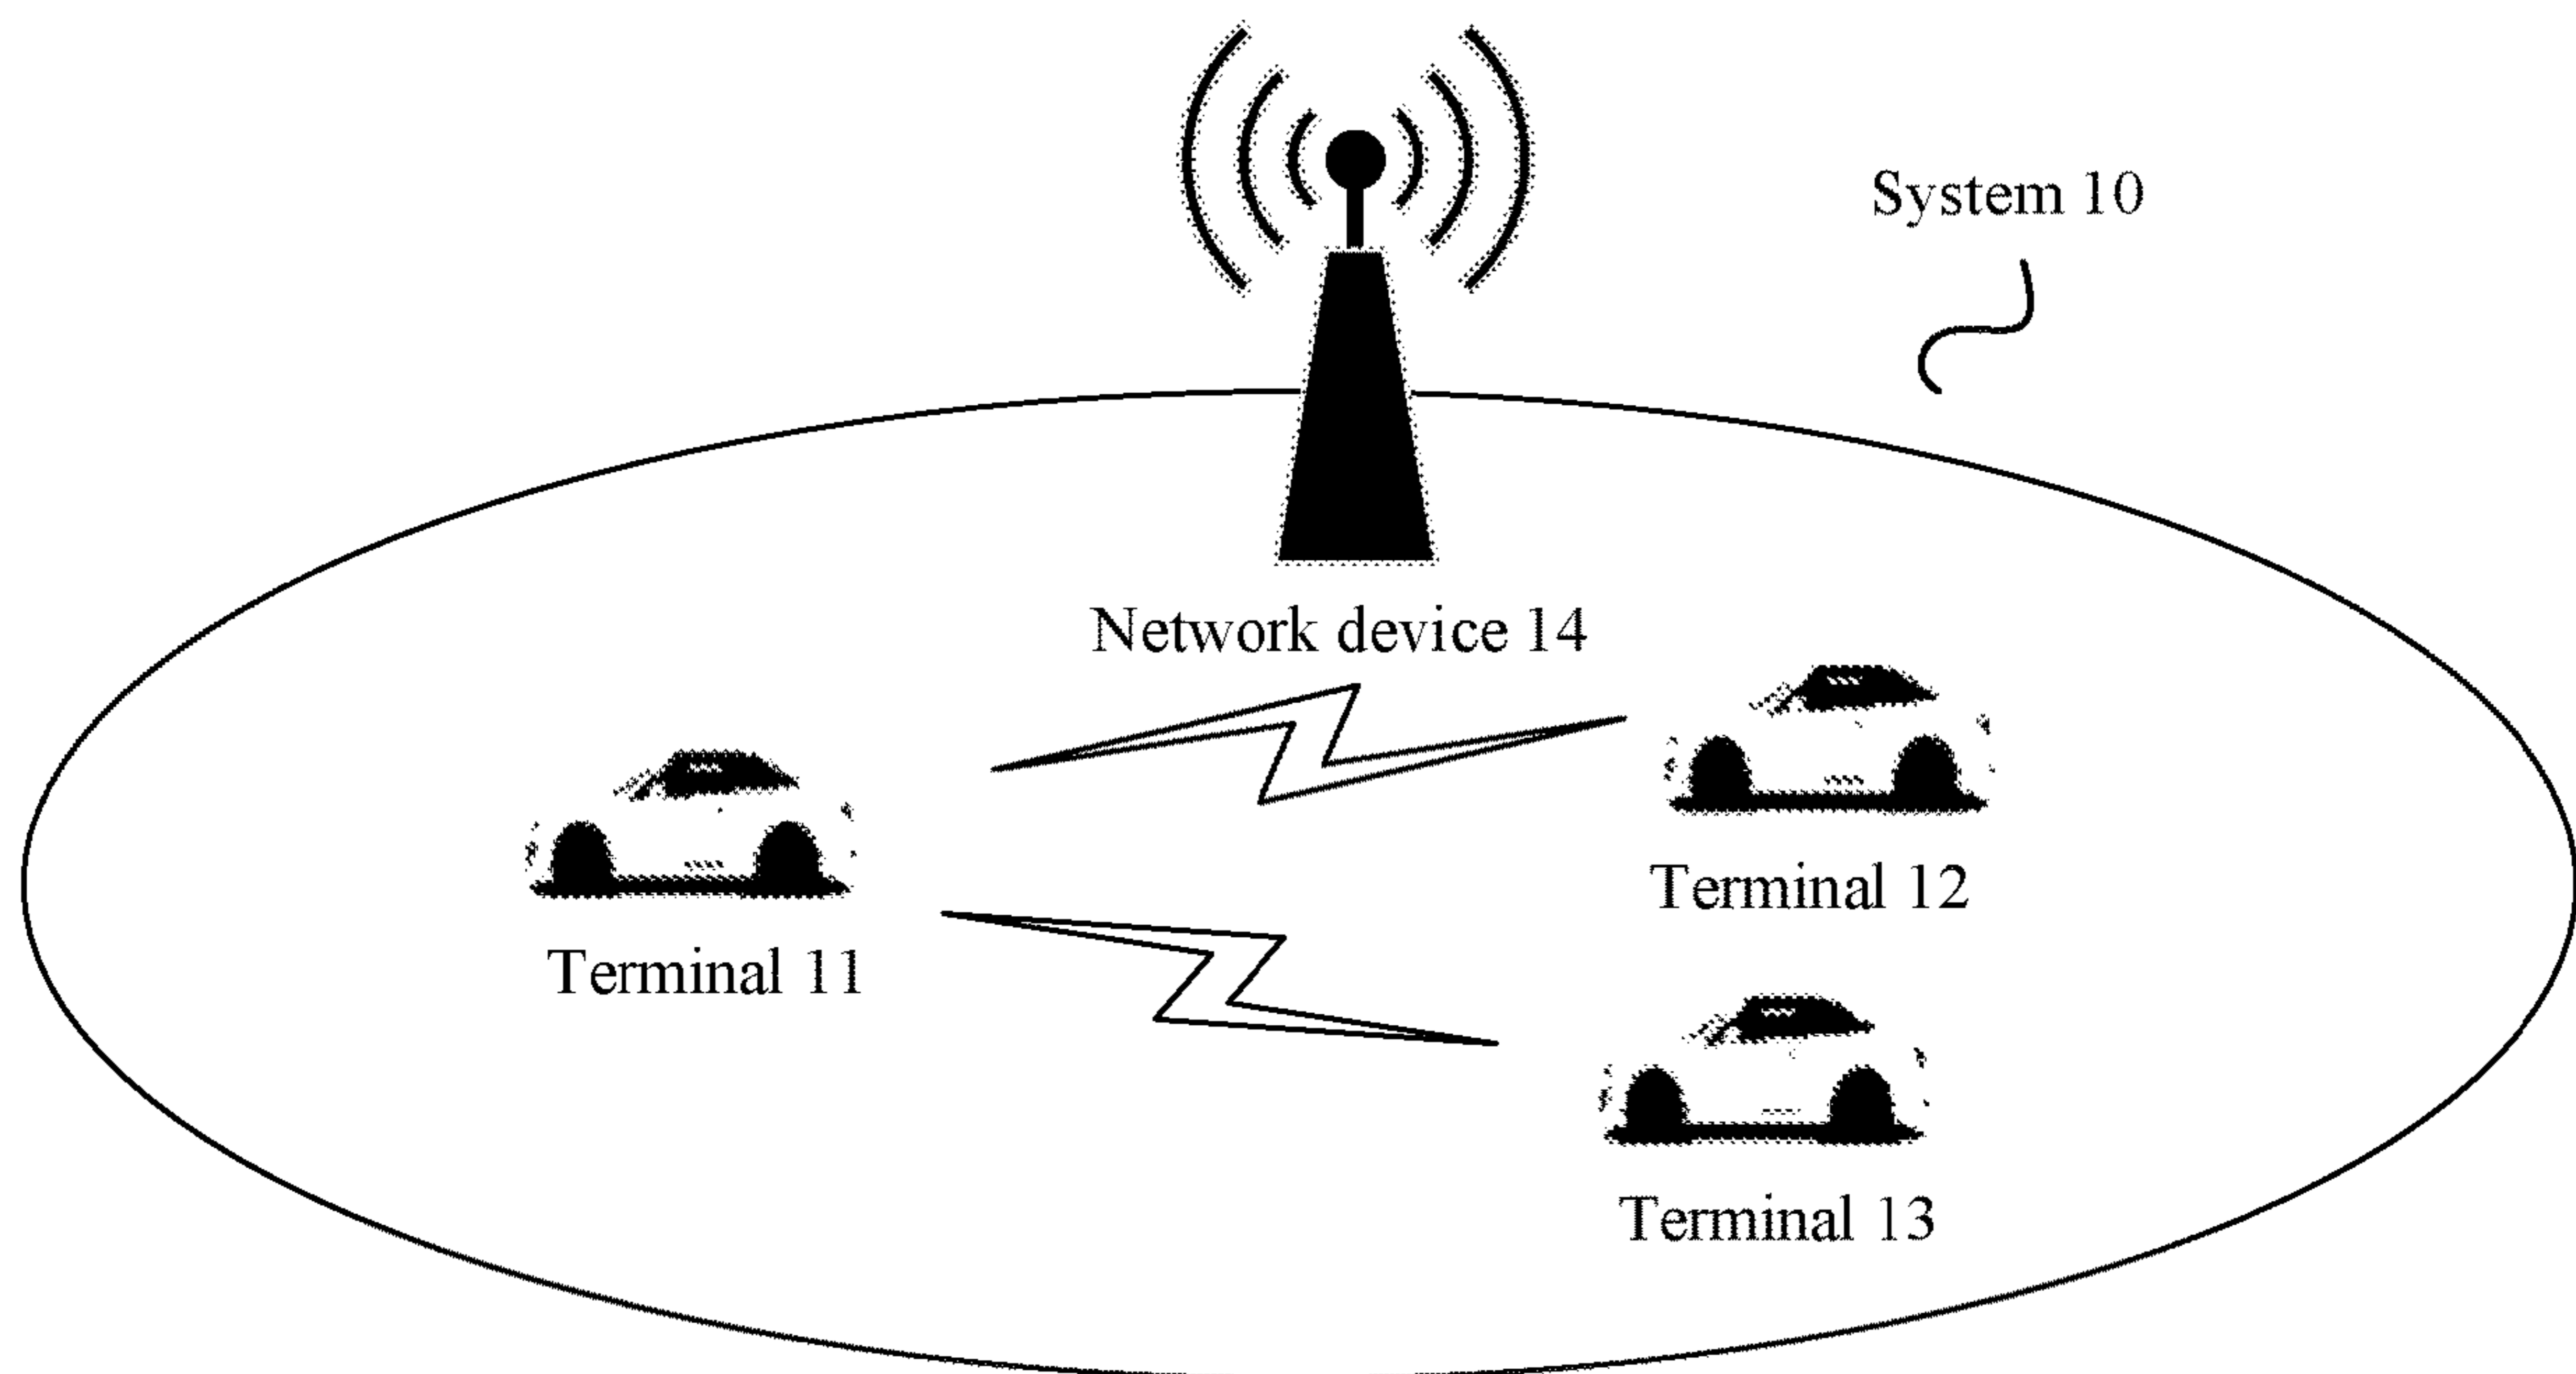 System 10
Network device 14
Terminal 12
Terminal 11
Terminal 13